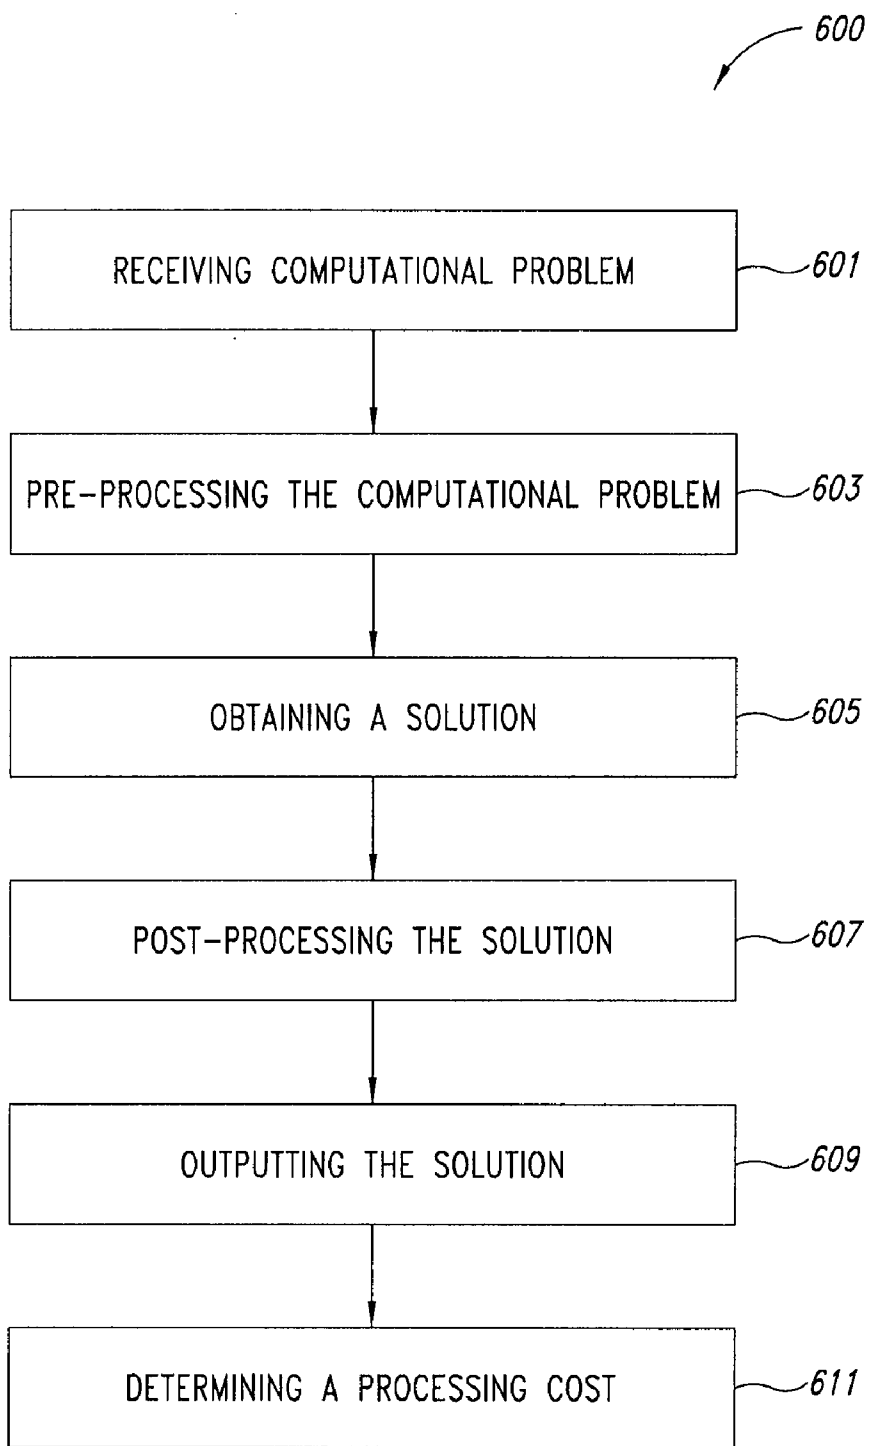 600
RECEIVING COMPUTATIONAL PROBLEM
601
PRE-PROCESSING THE COMPUTATIONAL PROBLEM
603
OBTAINING A SOLUTION
605
POST-PROCESSING THE SOLUTION
607
OUTPUTTING THE SOLUTION
609
DETERMINING A PROCESSING COST
611